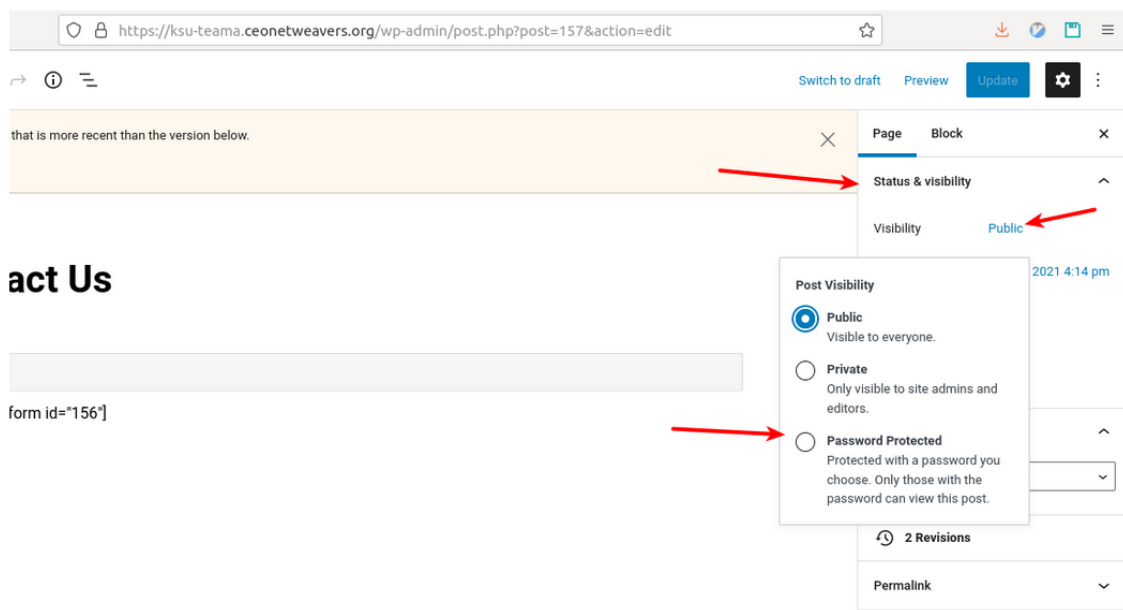 https://ksu-teama.ceonetweavers.org/wp-admin/post.php?post=157&action=edit
Switch to draft Preview Update
that is more recent than the version below.
Page Block
Status & visibility
Visibility Public
2021 4:14 pm
act Us
form id="156"]
Post Visibility
Public
Visible to everyone.
Private
Only visible to site admins and
editors.
Password Protected
Protected with a password you
choose. Only those with the
password can view this post.
2 Revisions
Permalink